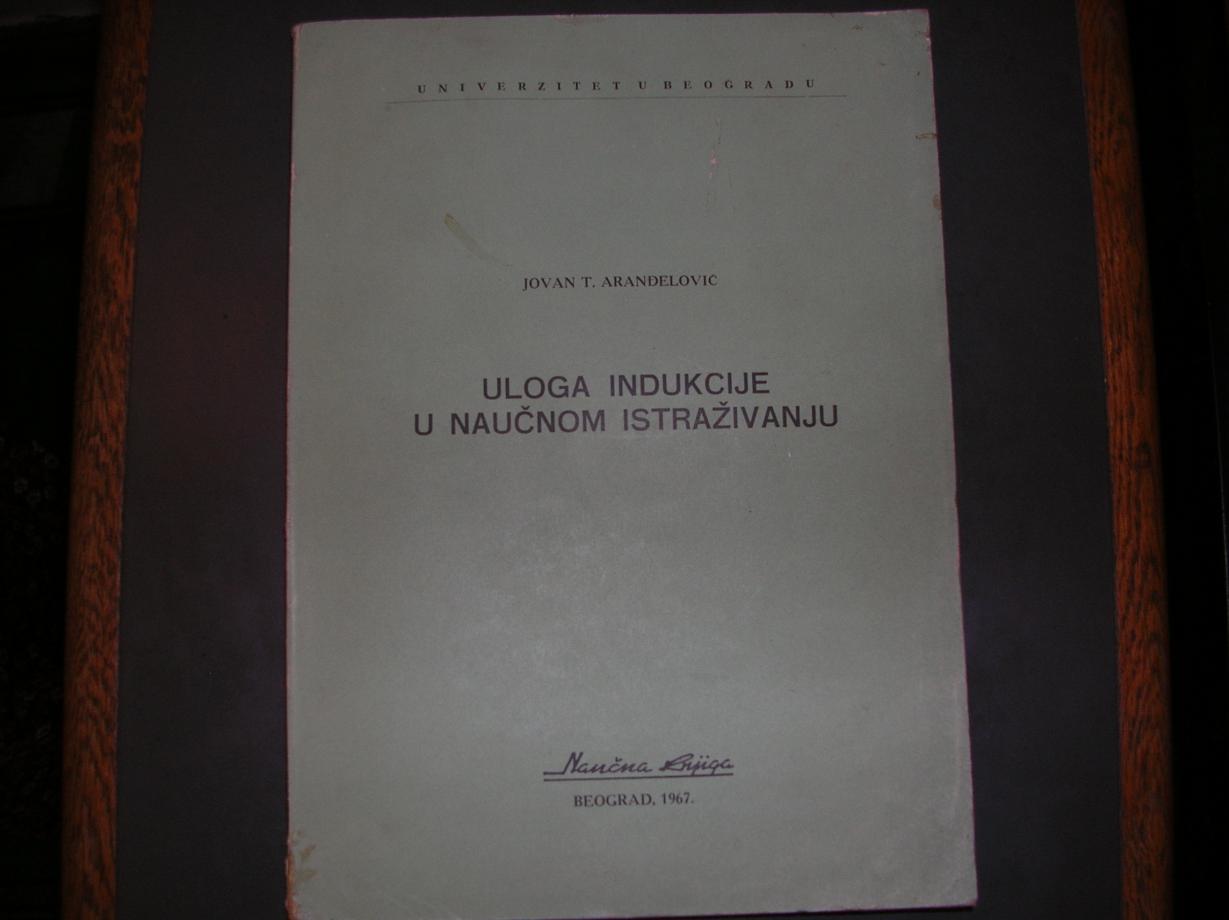 UNIVERZITET U BEOGRADU
JOVAN T. ARANĐELOVIĆ
ULOGA INDUKCIJE
U NAUČNOM ISTRAŽIVANJU
Naučna knjiga
BEOGRAD, 1967.